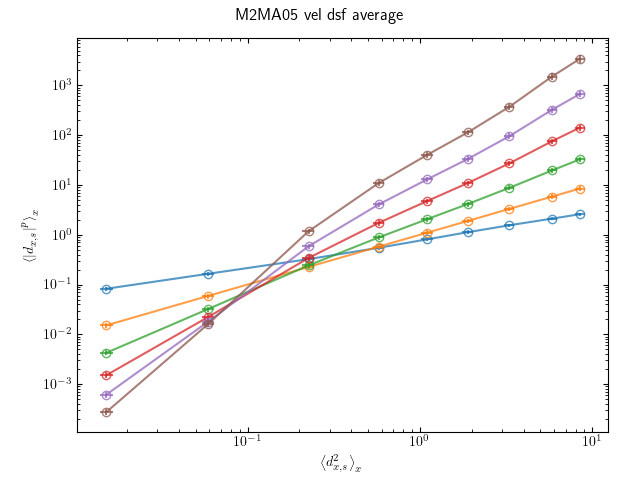 M2MA05 vel dsf average
10³
10²
10¹
10⁰
10⁻¹
10⁻²
10⁻³
⟨|d_{x,s}|^p⟩_x
10⁻¹ 10⁰ 10¹
⟨d²_{x,s}⟩_x